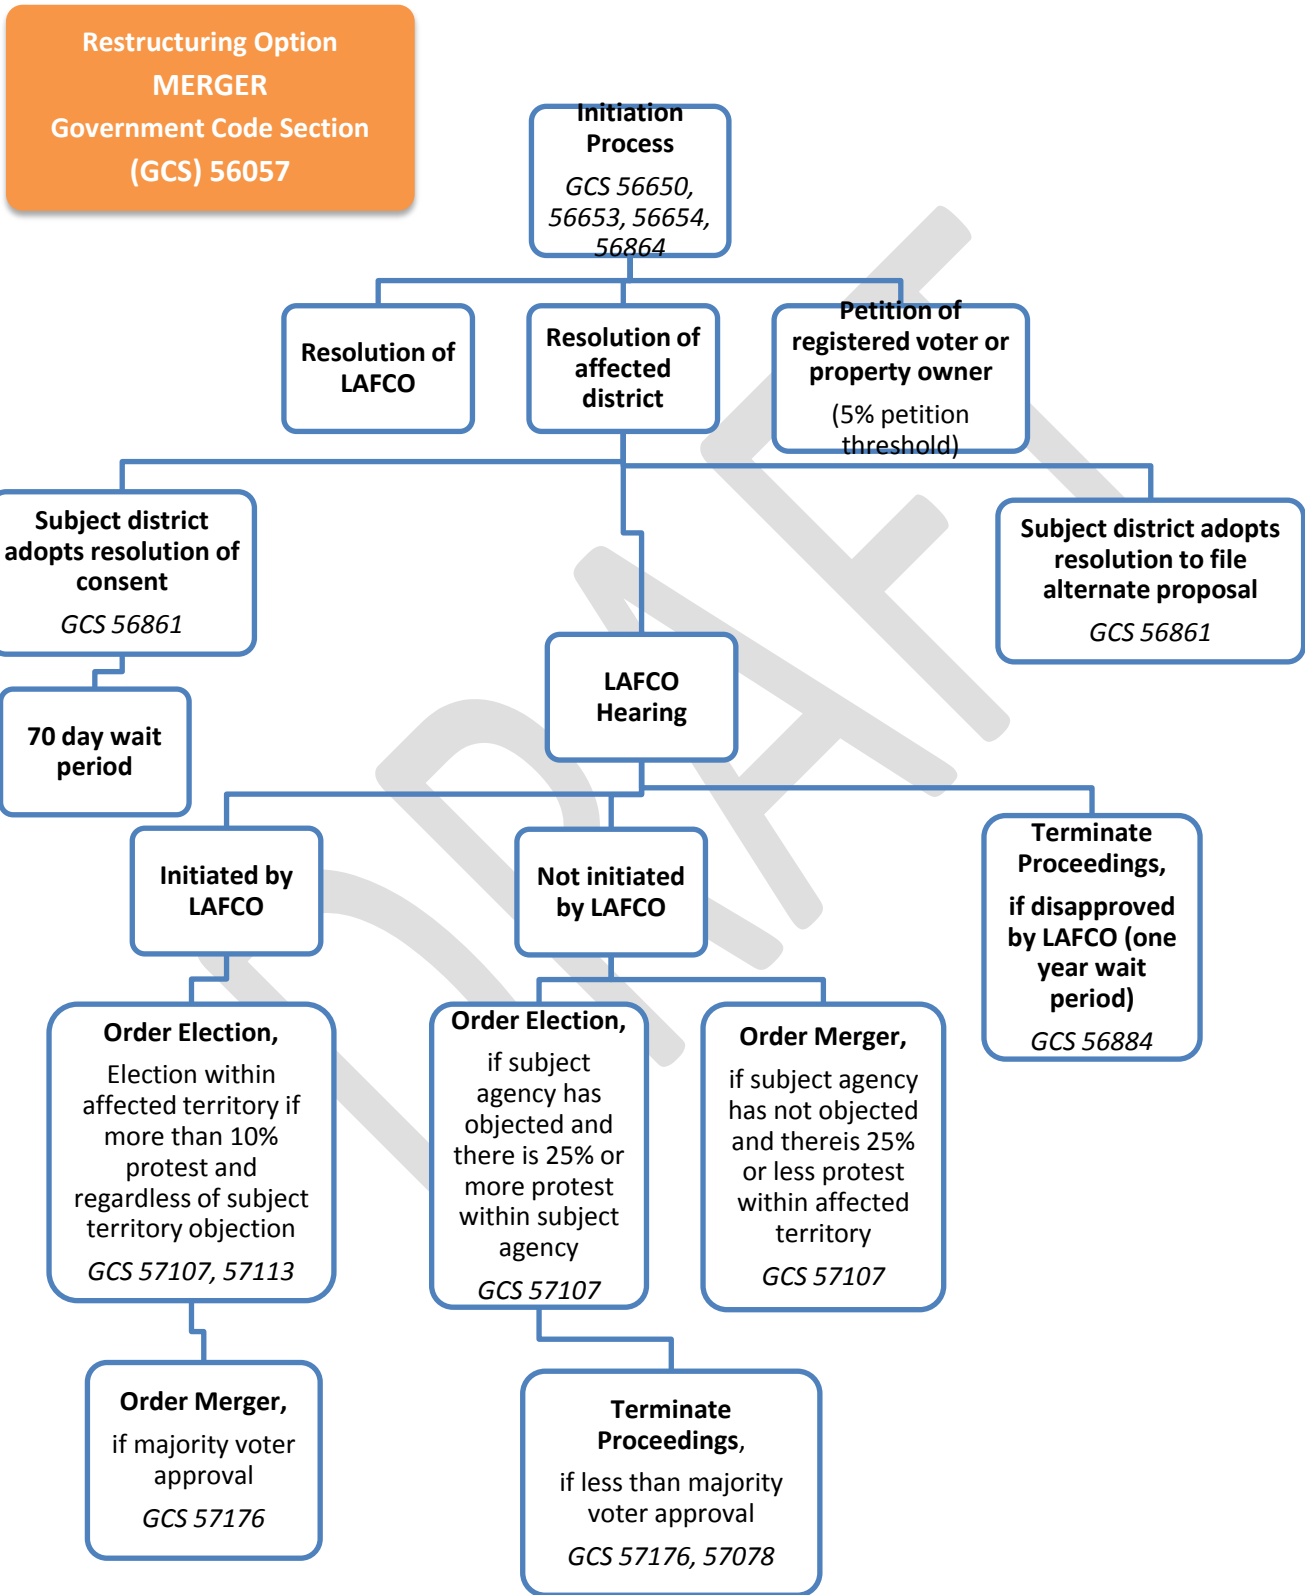 Restructuring Option
MERGER
Government Code Section
(GCS) 56057
Initiation
Process
GCS 56650,
56653, 56654,
56864
Resolution of
LAFCO
Resolution of
affected
district
Petition of
registered voter or
property owner
(5% petition
threshold)
Subject district
adopts resolution of
consent
GCS 56861
Subject district adopts
resolution to file
alternate proposal
GCS 56861
70 day wait
period
LAFCO
Hearing
Initiated by
LAFCO
Not initiated
by LAFCO
Terminate
Proceedings,
if disapproved
by LAFCO (one
year wait
period)
GCS 56884
Order Election,
Election within
affected territory if
more than 10%
protest and
regardless of subject
territory objection
GCS 57107, 57113
Order Election,
if subject
agency has
objected and
there is 25% or
more protest
within subject
agency
GCS 57107
Order Merger,
if subject agency
has not objected
and thereis 25%
or less protest
within affected
territory
GCS 57107
Order Merger,
if majority voter
approval
GCS 57176
Terminate
Proceedings,
if less than majority
voter approval
GCS 57176, 57078
DRAFT